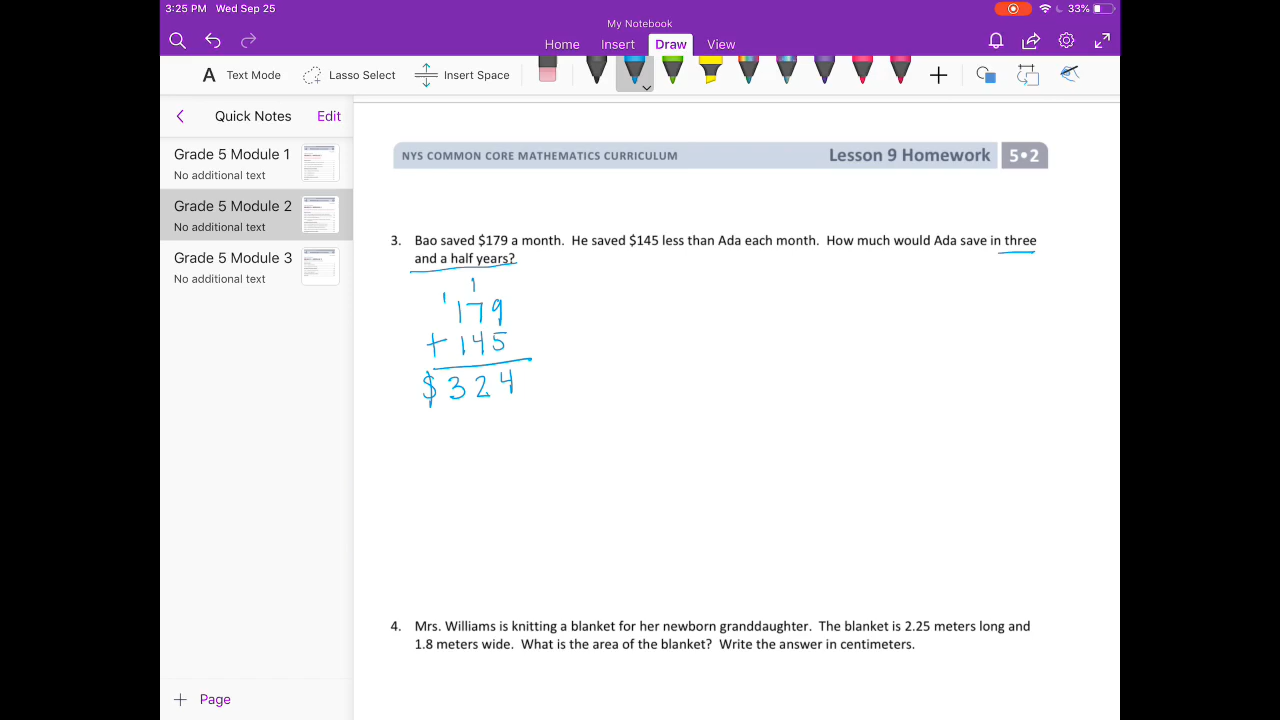 3:25 PM Wed Sep 25
33%
My Notebook
Home Insert Draw View
A Text Mode Lasso Select Insert Space
Quick Notes Edit
Grade 5 Module 1
No additional text
Grade 5 Module 2
No additional text
Grade 5 Module 3
No additional text
+ Page
NYS COMMON CORE MATHEMATICS CURRICULUM Lesson 9 Homework 5•2
3. Bao saved $179 a month. He saved $145 less than Ada each month. How much would Ada save in three
and a half years?
1
1
179
+ 145
$324
4. Mrs. Williams is knitting a blanket for her newborn granddaughter. The blanket is 2.25 meters long and
1.8 meters wide. What is the area of the blanket? Write the answer in centimeters.